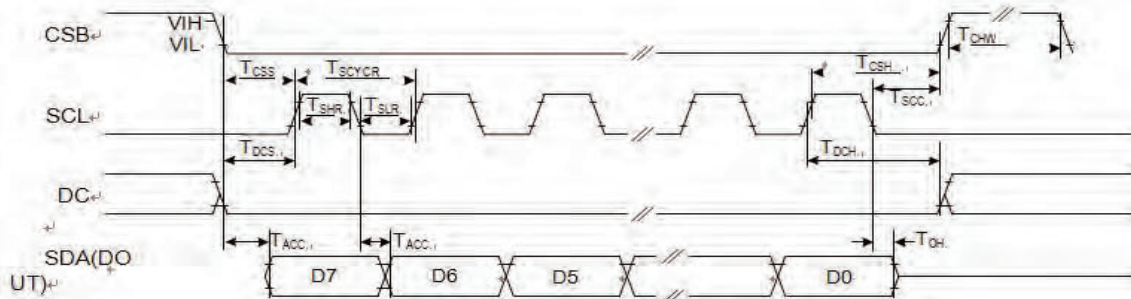 CSB
VIH
VIL
TCSS
TSCYCR
TCSH
TCHW
SCL
TSHR
TSLR
TSCC
TDCS
TDCH
DC
TACC
TACC
TOH
SDA(DO
UT)
D7
D6
D5
D0